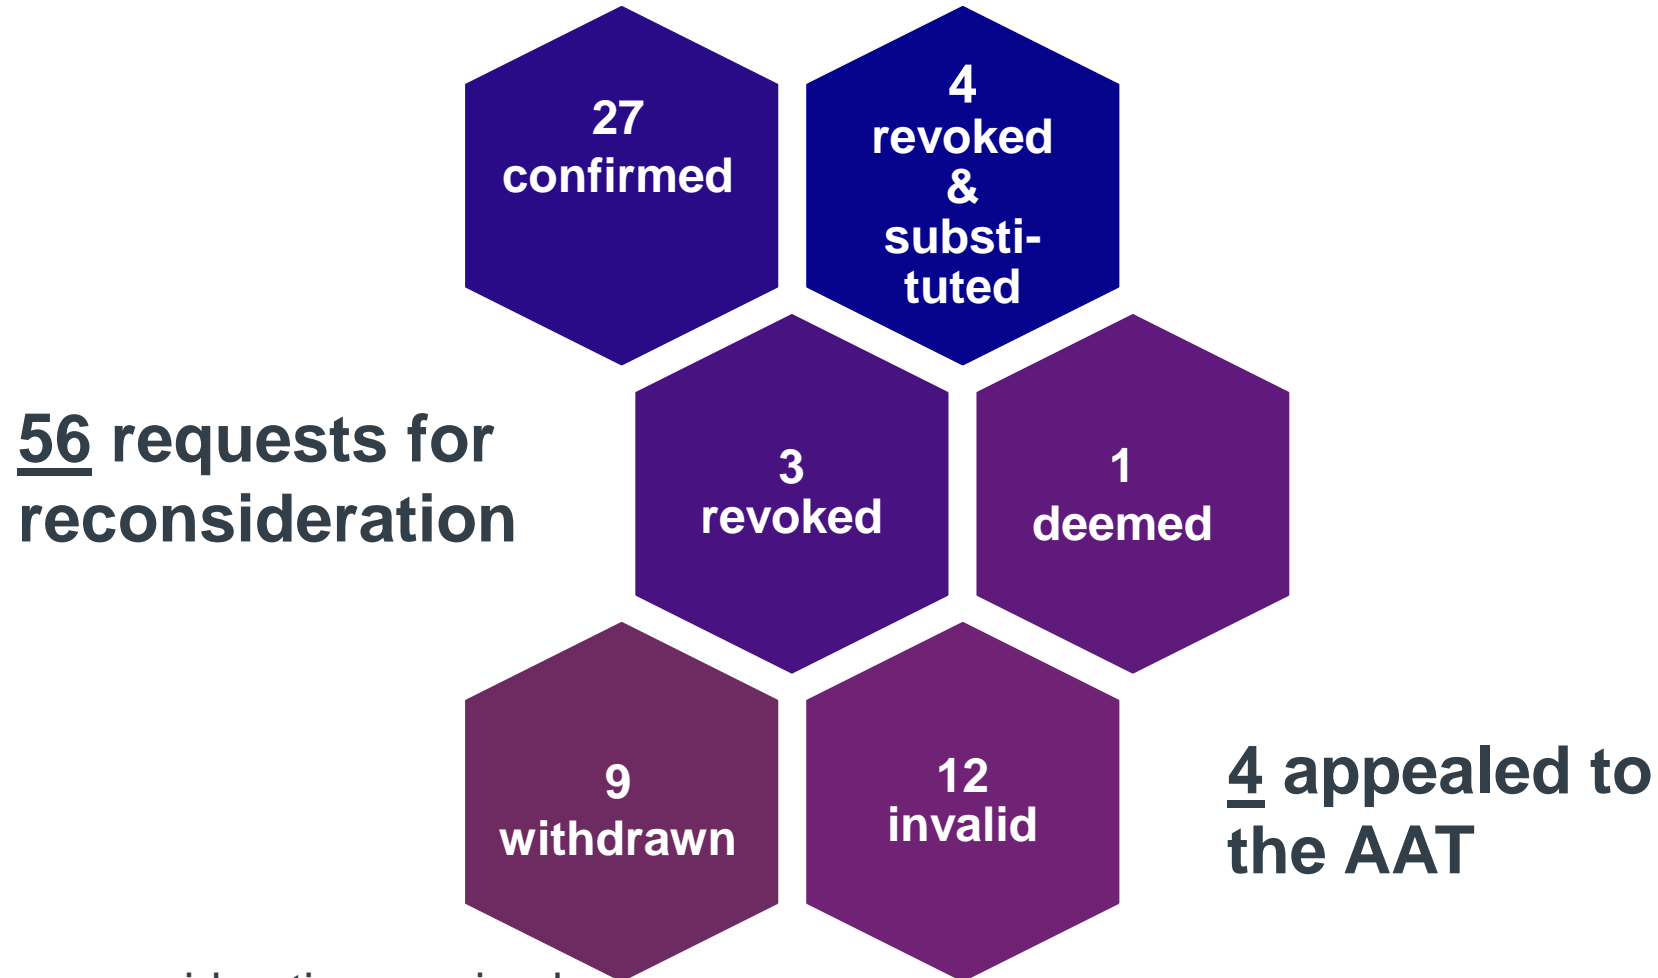 27
confirmed
4
revoked
&
substi-
tuted
56 requests for
reconsideration
3
revoked
1
deemed
9
withdrawn
12
invalid
4 appealed to
the AAT